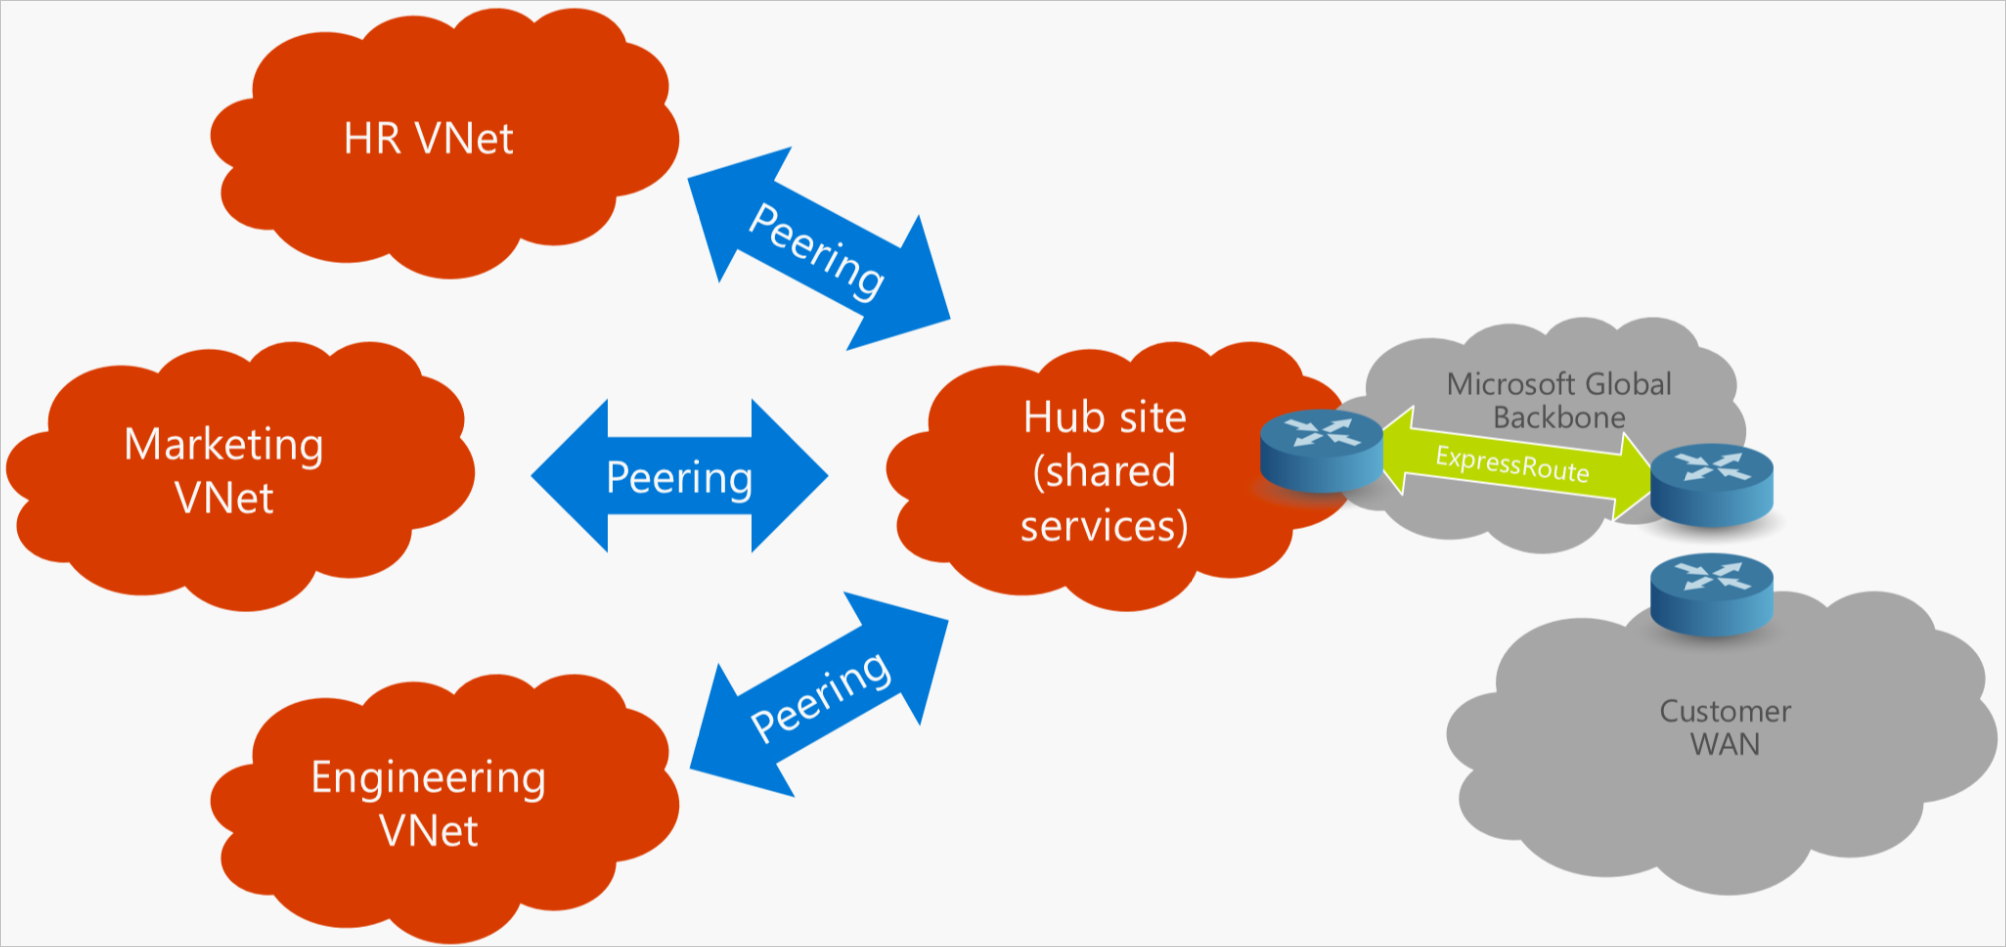 HR VNet
Peering
Marketing
VNet
Peering
Hub site
(shared
services)
Microsoft Global
Backbone
ExpressRoute
Peering
Engineering
VNet
Customer
WAN